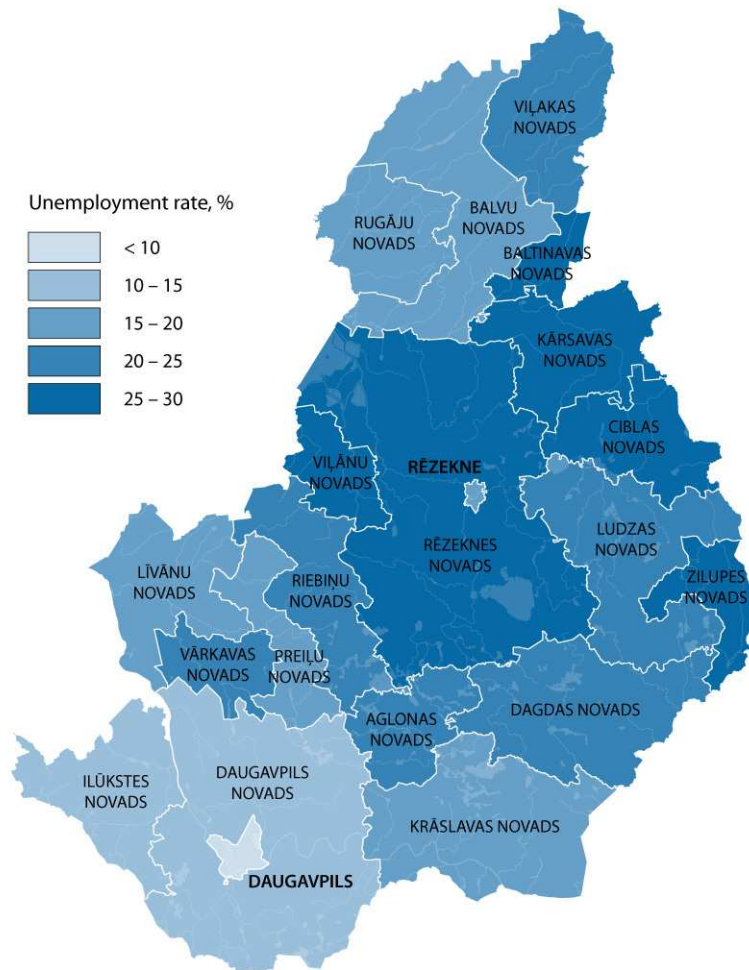 VIĻAKAS
NOVADS
Unemployment rate, %
< 10
10 – 15
15 – 20
20 – 25
25 – 30
RUGĀJU
NOVADS
BALVU
NOVADS
BALTINAVAS
NOVADS
KĀRSAVAS
NOVADS
CIBLAS
NOVADS
VIĻĀNU
NOVADS
RĒZEKNE
LUDZAS
NOVADS
RĒZEKNES
NOVADS
ZILUPES
NOVADS
LĪVĀNU
NOVADS
RIEBIŅU
NOVADS
VĀRKAVAS
NOVADS
PREIĻU
NOVADS
AGLONAS
NOVADS
DAGDAS NOVADS
ILŪKSTES
NOVADS
DAUGAVPILS
NOVADS
KRĀSLAVAS NOVADS
DAUGAVPILS